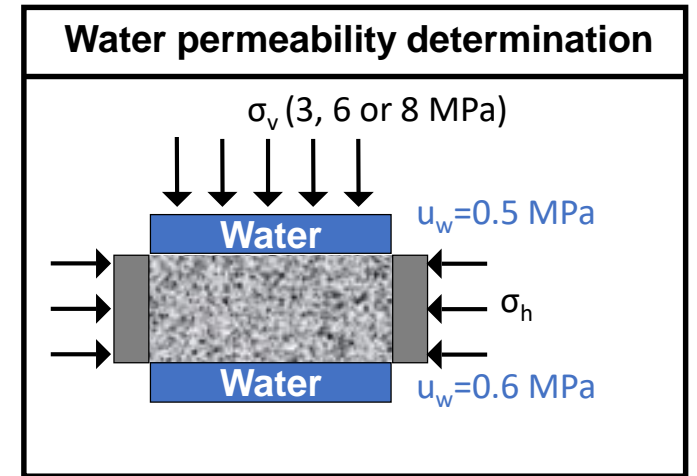 Water permeability determination
σv (3, 6 or 8 MPa)
uw=0.5 MPa
Water
σh
Water
uw=0.6 MPa